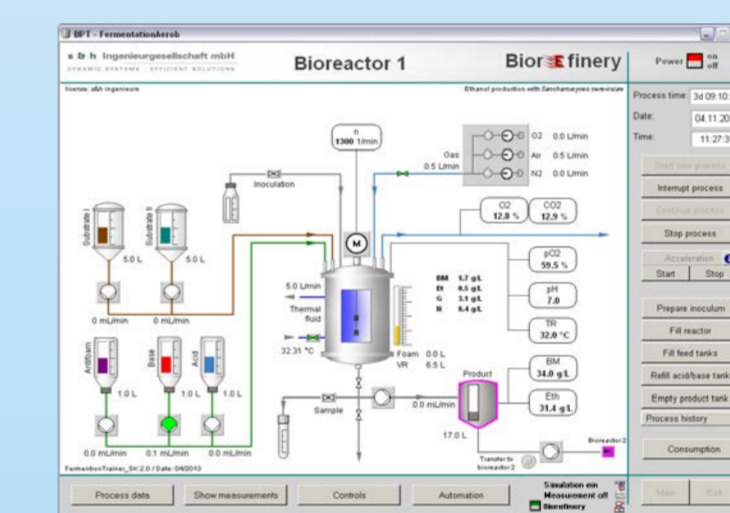 BPT - FermentationAerob
s & h Ingenieurgesellschaft mbH
DYNAMIC SYSTEMS - EFFICIENT SOLUTIONS
Bioreactor 1
Bior E finery
Power on
off
license: s&h ingenieure
Ethanol production with Saccharomyces cerevisiae
Process time: 3d 09:10:
Date: 04.11.20
Time: 11:27:3
n
1300 1/min
Gas
0.5 L/min
O2 0.0 L/min
Air 0.5 L/min
N2 0.0 L/min
Inoculation
Start new process
Interrupt process
Continue process
Stop process
Acceleration
Start Stop
Substrate I
5.0 L
Substrate II
5.0 L
O2
12.8 %
CO2
12.9 %
M
pO2
59.5 %
pH
7.0
TR
32.0 °C
BM 1.7 g/L
Et 0.5 g/L
G 3.1 g/L
8.4 g/L
5.0 L/min
Thermal
fluid
32.31 °C
0 mL/min
0 mL/min
Foam 0.0 L
VR 6.5 L
Prepare inoculum
Fill reactor
Fill feed tanks
Refill acid/base tank
Empty product tank
Process history
Consumption
Antifoam
1.0 L
Base
1.0 L
Acid
1.0 L
Product
BM
34.0 g/L
Eth
31.4 g/L
Sample
0.0 mL/min
17.0 L
0.0 mL/min
0.1 mL/min
0.0 mL/min
Transfer to
bioreactor 2
Bioreactor 2
FermentionTrainer_SK 2.0 / Date: 04/2013
Process data
Show measurements
Controls
Automation
Simulation ein
Measurement off
Biorefinery
Main
Exit